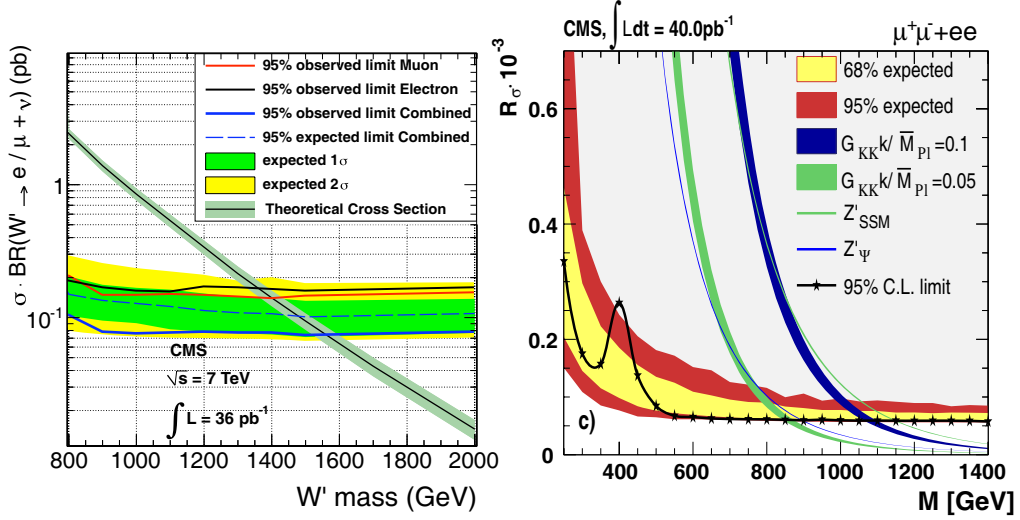 σ · BR(W' → e / μ + ν) (pb)
1
10⁻¹
95% observed limit Muon
95% observed limit Electron
95% observed limit Combined
95% expected limit Combined
expected 1σ
expected 2σ
Theoretical Cross Section
CMS
√s = 7 TeV
∫ L = 36 pb⁻¹
800 1000 1200 1400 1600 1800 2000
W' mass (GeV)
CMS, ∫ Ldt = 40.0pb⁻¹
μ⁺μ⁻+ee
R_σ · 10⁻³
0.6
0.4
0.2
0
68% expected
95% expected
G_KK k/ M̅_Pl=0.1
G_KK k/ M̅_Pl=0.05
Z'_SSM
Z'_Ψ
95% C.L. limit
c)
400 600 800 1000 1200 1400
M [GeV]